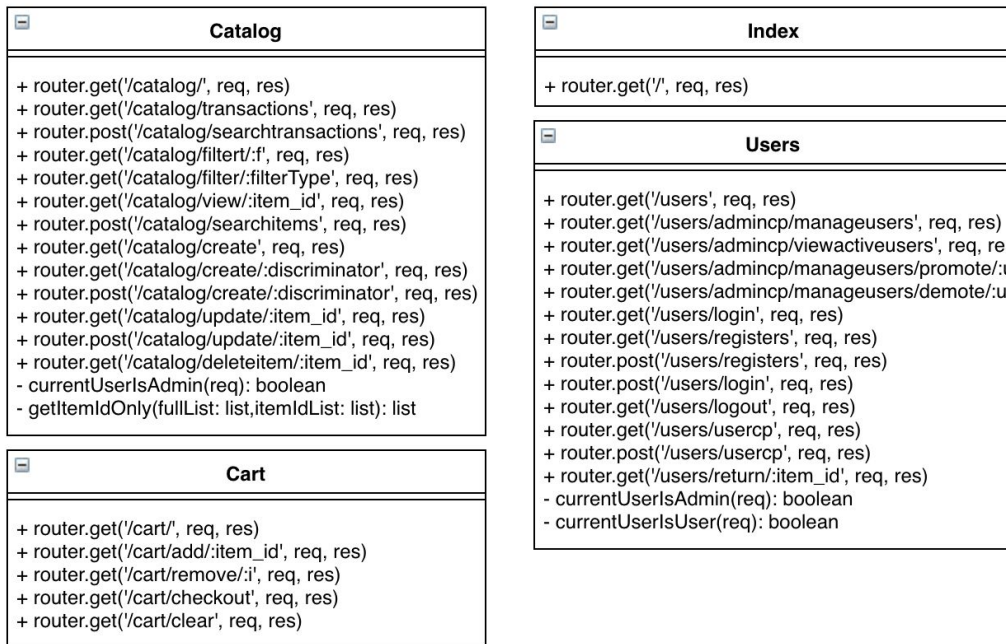 Catalog
+ router.get('/catalog/', req, res)
+ router.get('/catalog/transactions', req, res)
+ router.post('/catalog/searchtransactions', req, res)
+ router.get('/catalog/filtert/:f', req, res)
+ router.get('/catalog/filter/:filterType', req, res)
+ router.get('/catalog/view/:item_id', req, res)
+ router.post('/catalog/searchitems', req, res)
+ router.get('/catalog/create', req, res)
+ router.get('/catalog/create/:discriminator', req, res)
+ router.post('/catalog/create/:discriminator', req, res)
+ router.get('/catalog/update/:item_id', req, res)
+ router.post('/catalog/update/:item_id', req, res)
+ router.get('/catalog/deleteitem/:item_id', req, res)
- currentUserIsAdmin(req): boolean
- getItemIdOnly(fullList: list,itemIdList: list): list
Cart
+ router.get('/cart/', req, res)
+ router.get('/cart/add/:item_id', req, res)
+ router.get('/cart/remove/:i', req, res)
+ router.get('/cart/checkout', req, res)
+ router.get('/cart/clear', req, res)
Index
+ router.get('/', req, res)
Users
+ router.get('/users', req, res)
+ router.get('/users/admincp/manageusers', req, res)
+ router.get('/users/admincp/viewactiveusers', req, re
+ router.get('/users/admincp/manageusers/promote/:u
+ router.get('/users/admincp/manageusers/demote/:u
+ router.get('/users/login', req, res)
+ router.get('/users/registers', req, res)
+ router.post('/users/registers', req, res)
+ router.post('/users/login', req, res)
+ router.get('/users/logout', req, res)
+ router.get('/users/usercp', req, res)
+ router.post('/users/usercp', req, res)
+ router.get('/users/return/:item_id', req, res)
- currentUserIsAdmin(req): boolean
- currentUserIsUser(req): boolean